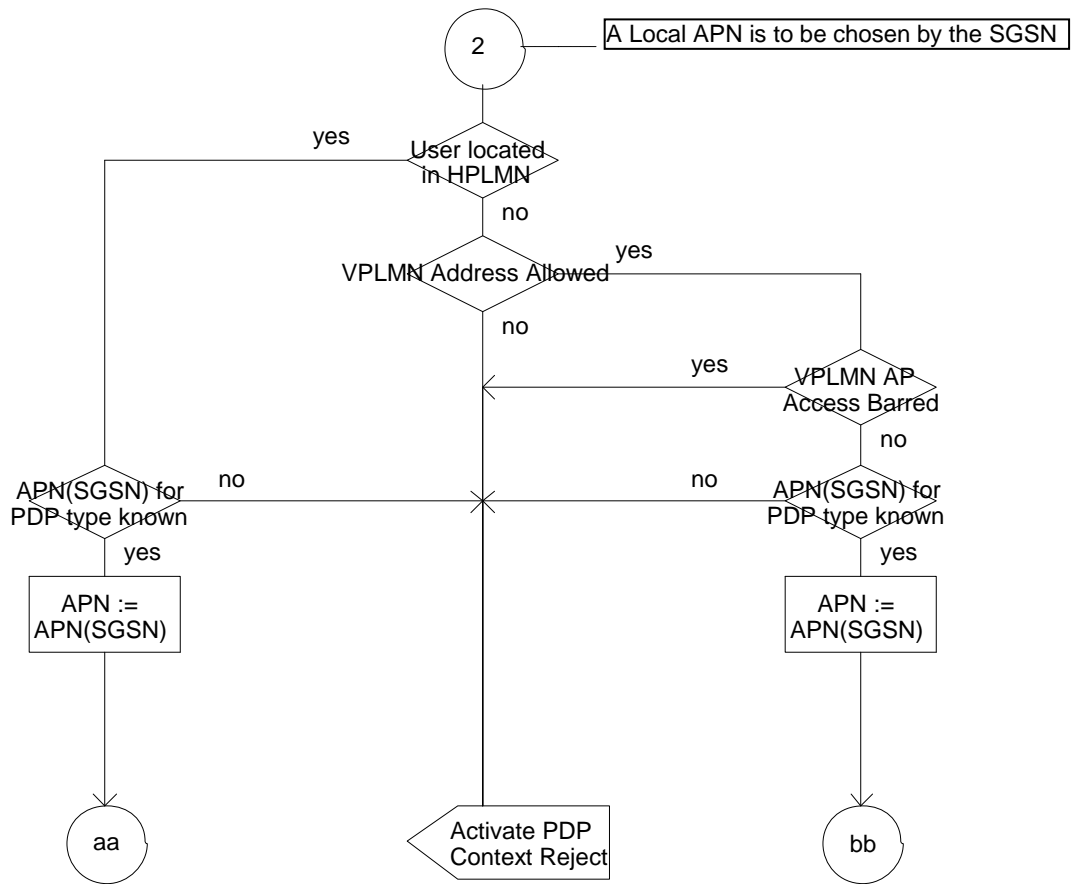 2
A Local APN is to be chosen by the SGSN
yes
User located
in HPLMN
no
VPLMN Address Allowed
yes
no
yes
VPLMN AP
Access Barred
no
APN(SGSN) for
PDP type known
no
no
APN(SGSN) for
PDP type known
yes
yes
APN :=
APN(SGSN)
APN :=
APN(SGSN)
aa
Activate PDP
Context Reject
bb